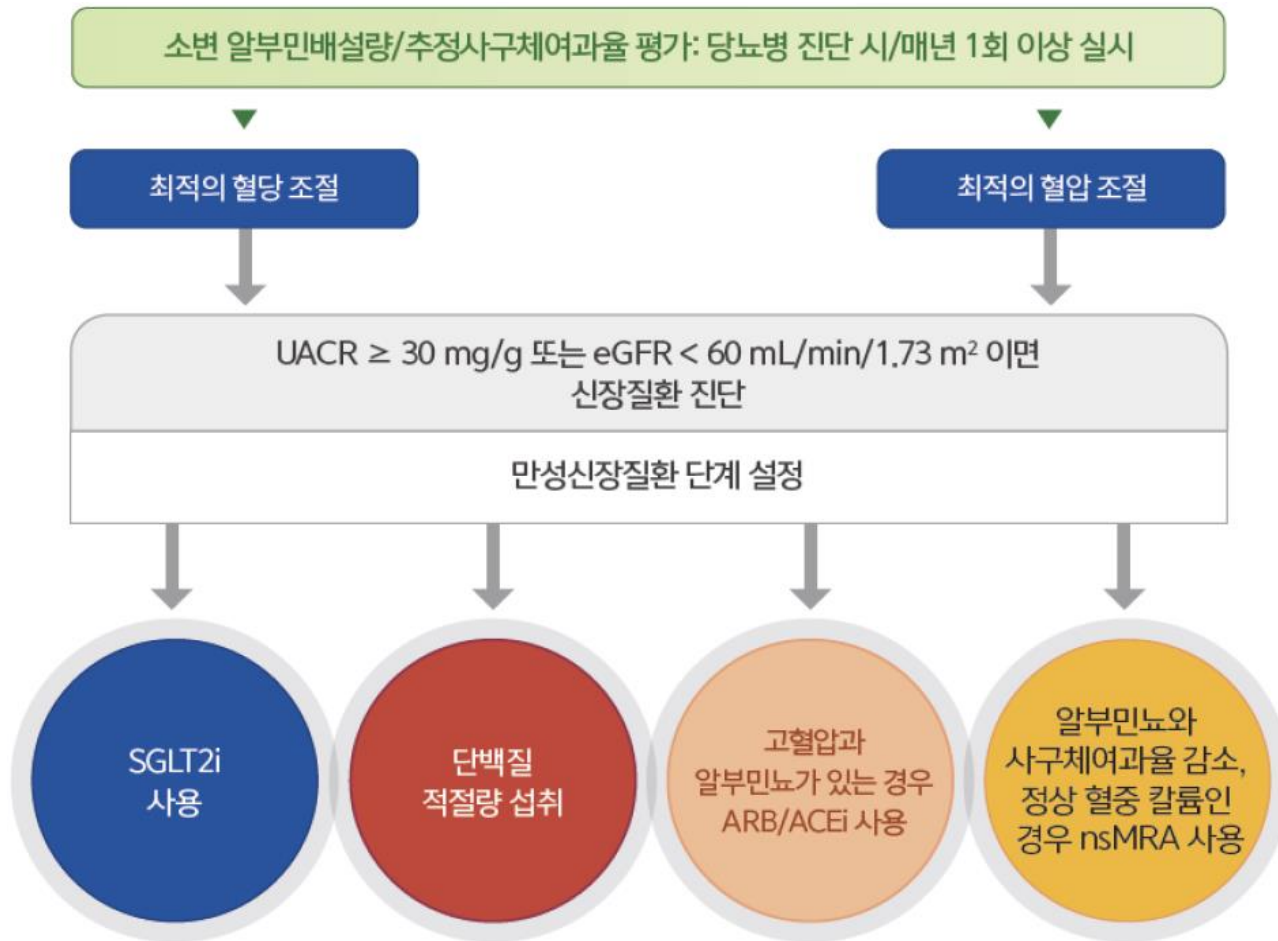 소변 알부민배설량/추정사구체여과율 평가: 당뇨병 진단 시/매년 1회 이상 실시
최적의 혈당 조절
최적의 혈압 조절
UACR ≥ 30 mg/g 또는 eGFR < 60 mL/min/1.73 m² 이면
신장질환 진단
만성신장질환 단계 설정
SGLT2i
사용
단백질
적절량 섭취
고혈압과
알부민뇨가 있는 경우
ARB/ACEi 사용
알부민뇨와
사구체여과율 감소,
정상 혈중 칼륨인
경우 nsMRA 사용